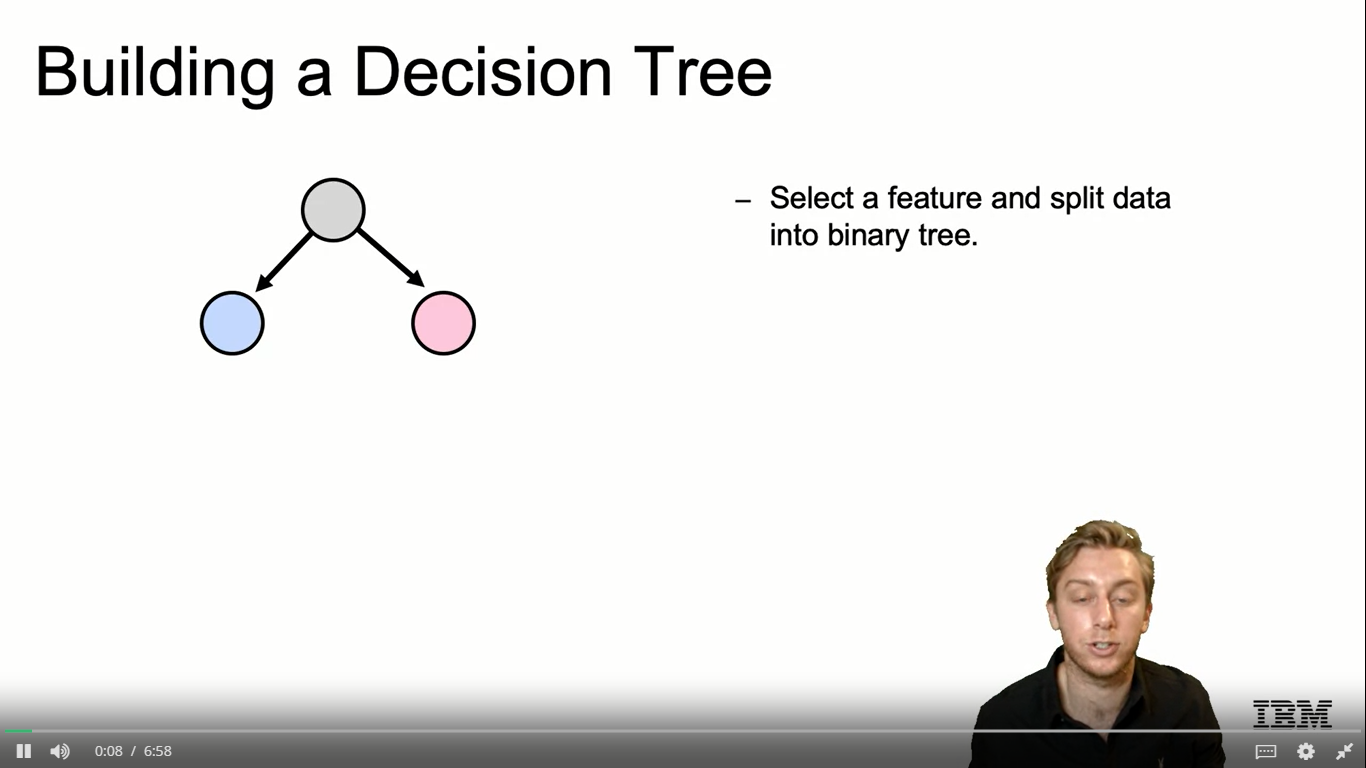 Building a Decision Tree
– Select a feature and split data
into binary tree.
IBM
0:08 / 6:58